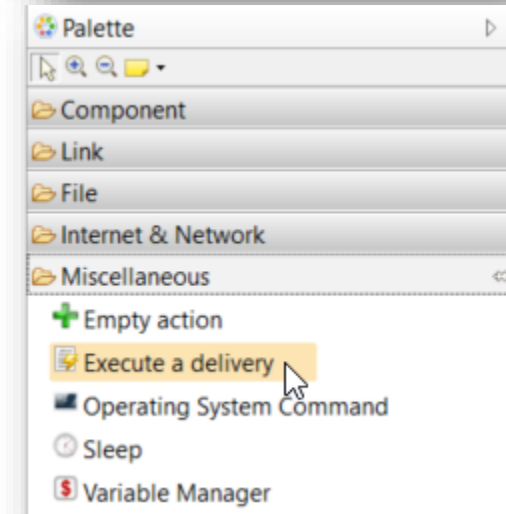 Palette
Component
Link
File
Internet & Network
Miscellaneous
Empty action
Execute a delivery
Operating System Command
Sleep
Variable Manager